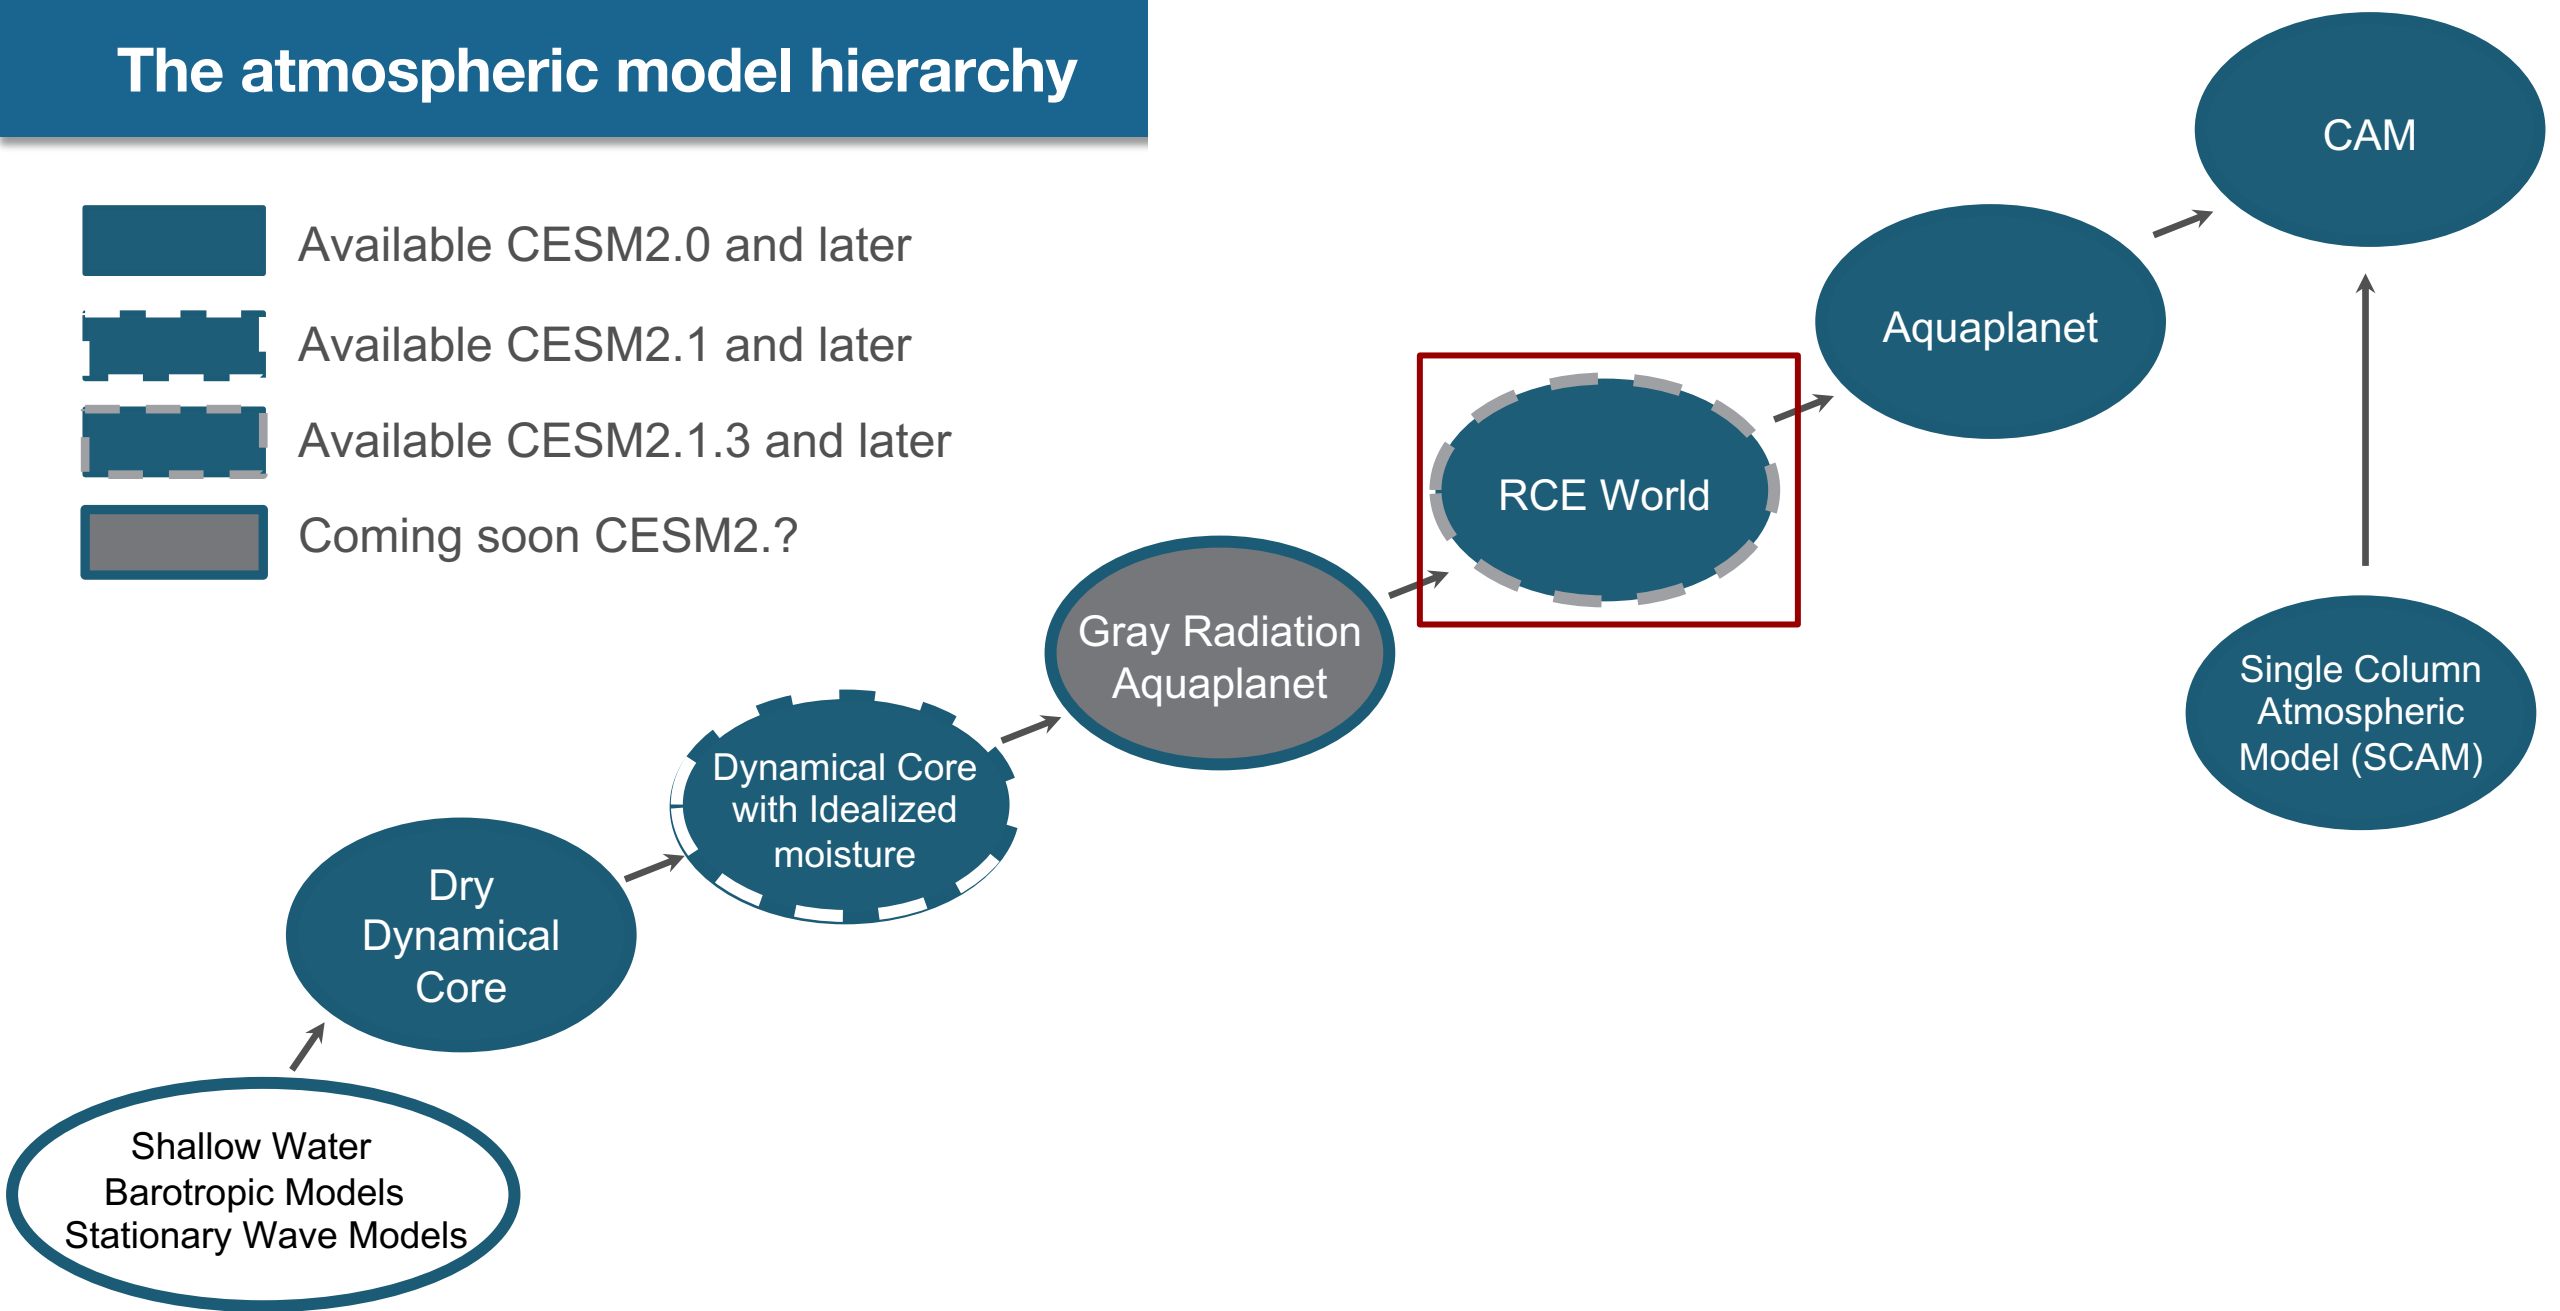 The atmospheric model hierarchy
Available CESM2.0 and later
Available CESM2.1 and later
Available CESM2.1.3 and later
Coming soon CESM2.?
CAM
Aquaplanet
RCE World
Gray Radiation
Aquaplanet
Single Column
Atmospheric
Model (SCAM)
Dynamical Core
with Idealized
moisture
Dry
Dynamical
Core
Shallow Water
Barotropic Models
Stationary Wave Models